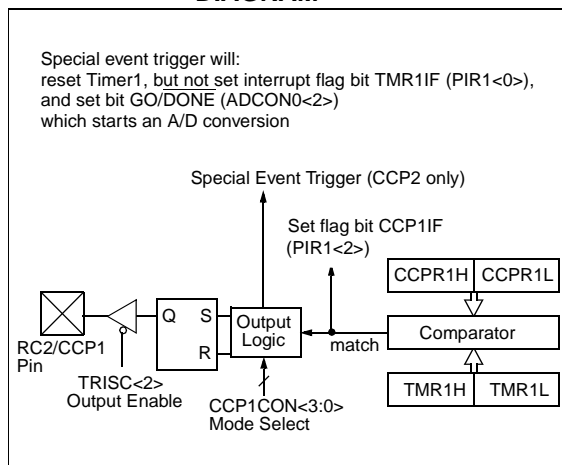 DIAGRAM
Special event trigger will:
reset Timer1, but not set interrupt flag bit TMR1IF (PIR1<0>),
and set bit GO/DONE (ADCON0<2>)
which starts an A/D conversion
Special Event Trigger (CCP2 only)
Set flag bit CCP1IF
(PIR1<2>)
CCPR1H CCPR1L
Q S
R
Output
Logic
match
Comparator
RC2/CCP1
Pin
TRISC<2>
Output Enable
CCP1CON<3:0>
Mode Select
TMR1H TMR1L